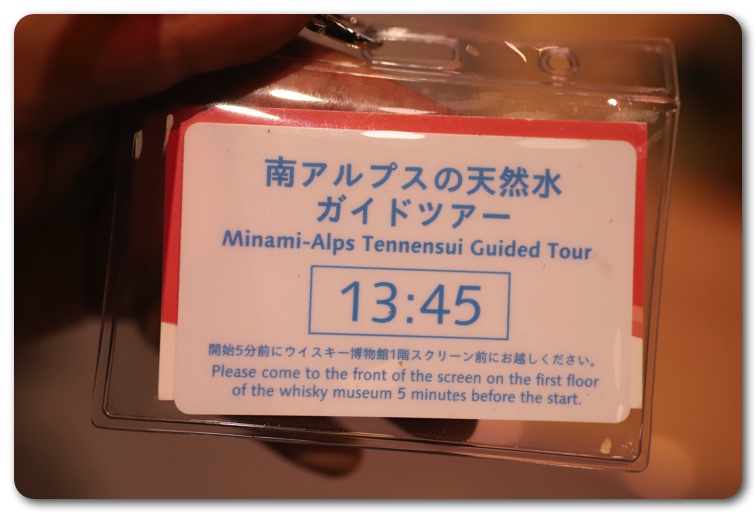 南アルプスの天然水
ガイドツアー
Minami-Alps Tennensui Guided Tour
13:45
開始5分前にウイスキー博物館1階スクリーン前にお越しください。
Please come to the front of the screen on the first floor
of the whisky museum 5 minutes before the start.